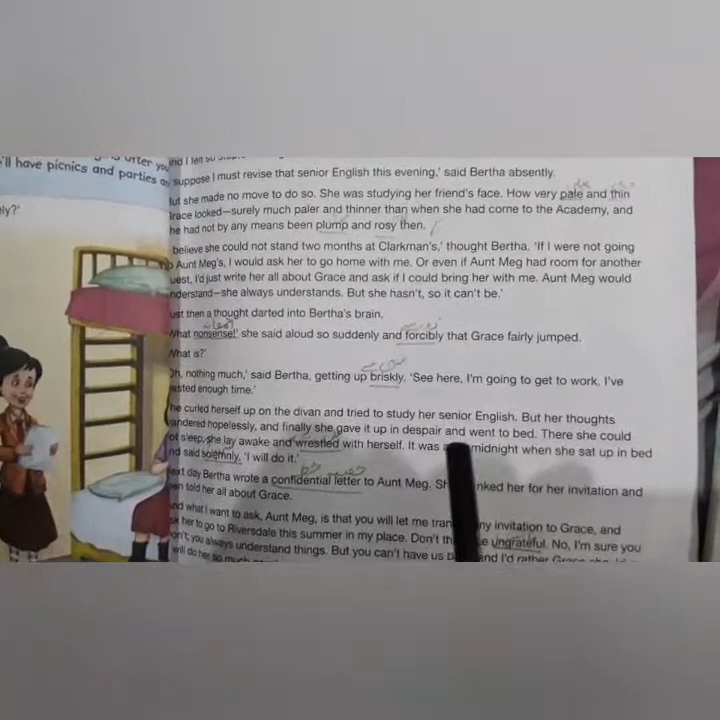 'll have picnics and parties
ely?'
suppose I must revise that senior English this evening,' said Bertha absently.
ut she made no move to do so. She was studying her friend's face. How very pale and thin
race looked—surely much paler and thinner than when she had come to the Academy, and
he had not by any means been plump and rosy then.
believe she could not stand two months at Clarkman's,' thought Bertha. 'If I were not going
Aunt Meg's, I would ask her to go home with me. Or even if Aunt Meg had room for another
uest, I'd just write her all about Grace and ask if I could bring her with me. Aunt Meg would
nderstand—she always understands. But she hasn't, so it can't be.'
ust then a thought darted into Bertha's brain.
What nonsense!' she said aloud so suddenly and forcibly that Grace fairly jumped.
What is?'
Oh, nothing much,' said Bertha, getting up briskly. 'See here, I'm going to get to work. I've
asted enough time.'
he curled herself up on the divan and tried to study her senior English. But her thoughts
andered hopelessly, and finally she gave it up in despair and went to bed. There she could
ot sleep; she lay awake and wrestled with herself. It was midnight when she sat up in bed
nd said solemnly, 'I will do it.'
ext day Bertha wrote a confidential letter to Aunt Meg. nked her for her invitation and
en told her all about Grace.
nd what I want to ask, Aunt Meg, is that you will let me tran my invitation to Grace, and
sk her to go to Riversdale this summer in my place. Don't ungrateful. No, I'm sure you
on't; you always understand things. But you can't have us and I'd rather Grace
will do her so much